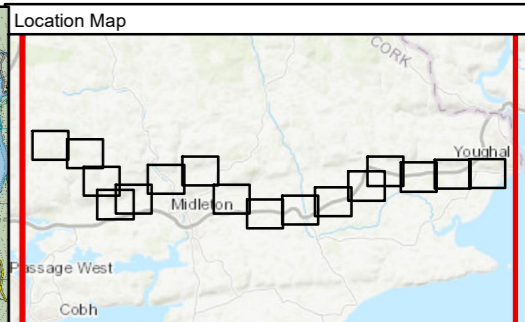 Location Map
CORK
Youghal
Midleton
Passage West
Cobh